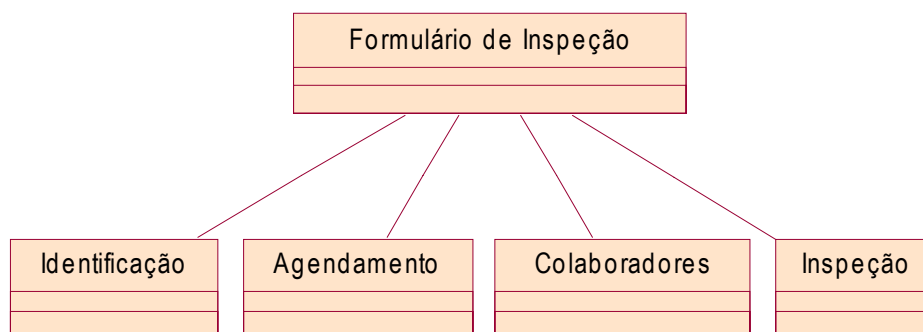 Formulário de Inspeção
Identificação
Agendamento
Colaboradores
Inspeção